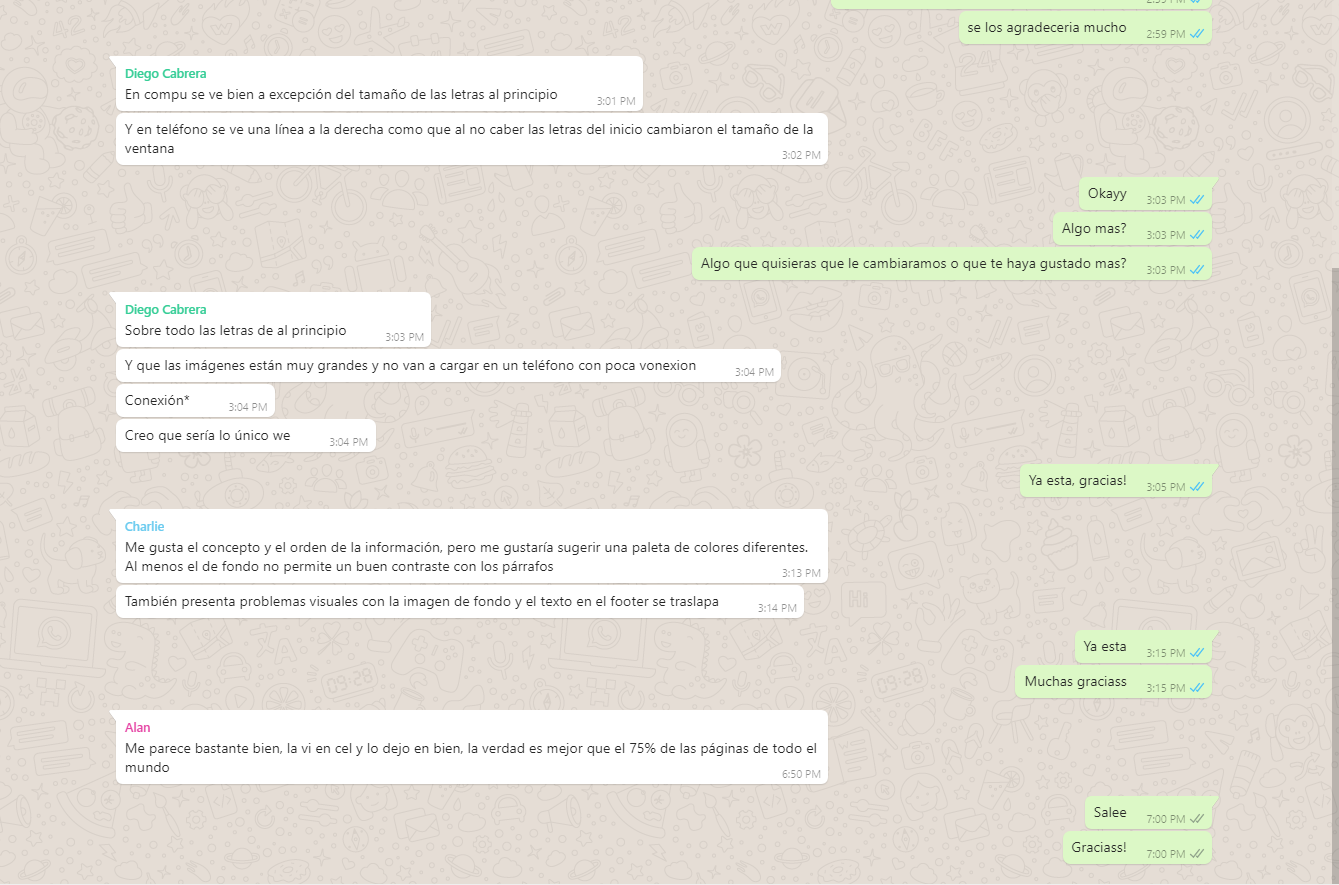 2:59 PM
se los agradeceria mucho 2:59 PM
Diego Cabrera
En compu se ve bien a excepción del tamaño de las letras al principio 3:01 PM
Y en teléfono se ve una línea a la derecha como que al no caber las letras del inicio cambiaron el tamaño de la
ventana 3:02 PM
Okayy 3:03 PM
Algo mas? 3:03 PM
Algo que quisieras que le cambiaramos o que te haya gustado mas? 3:03 PM
Diego Cabrera
Sobre todo las letras de al principio 3:03 PM
Y que las imágenes están muy grandes y no van a cargar en un teléfono con poca vonexion 3:04 PM
Conexión* 3:04 PM
Creo que sería lo único we 3:04 PM
Ya esta, gracias! 3:05 PM
Charlie
Me gusta el concepto y el orden de la información, pero me gustaría sugerir una paleta de colores diferentes.
Al menos el de fondo no permite un buen contraste con los párrafos 3:13 PM
También presenta problemas visuales con la imagen de fondo y el texto en el footer se traslapa 3:14 PM
Ya esta 3:15 PM
Muchas graciass 3:15 PM
Alan
Me parece bastante bien, la vi en cel y lo dejo en bien, la verdad es mejor que el 75% de las páginas de todo el
mundo 6:50 PM
Salee 7:00 PM
Graciass! 7:00 PM